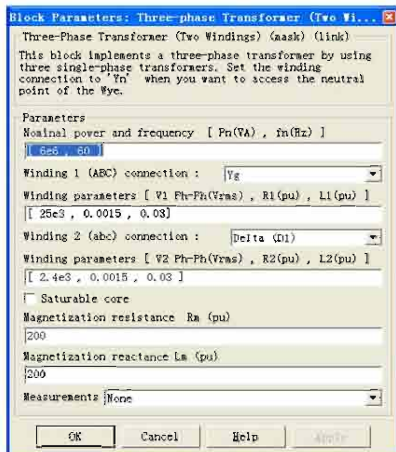 Block Parameters: Three-phase Transformer (Two Wi...
Three-Phase Transformer (Two Windings) (mask) (link)
This block implements a three-phase transformer by using
three single-phase transformers. Set the winding
connection to 'Yn' when you want to access the neutral
point of the Wye.
Parameters
Nominal power and frequency [ Pn(VA) , fn(Hz) ]
[ 6e6 , 60 ]
Winding 1 (ABC) connection : Yg
Winding parameters [ V1 Ph-Ph(Vrms) , R1(pu) , L1(pu) ]
[ 25e3 , 0.0015 , 0.03]
Winding 2 (abc) connection : Delta (D1)
Winding parameters [ V2 Ph-Ph(Vrms) , R2(pu) , L2(pu) ]
[ 2.4e3 , 0.0015 , 0.03 ]
Saturable core
Magnetization resistance Rm (pu)
200
Magnetization reactance Lm (pu)
200
Measurements None
OK Cancel Help Apply